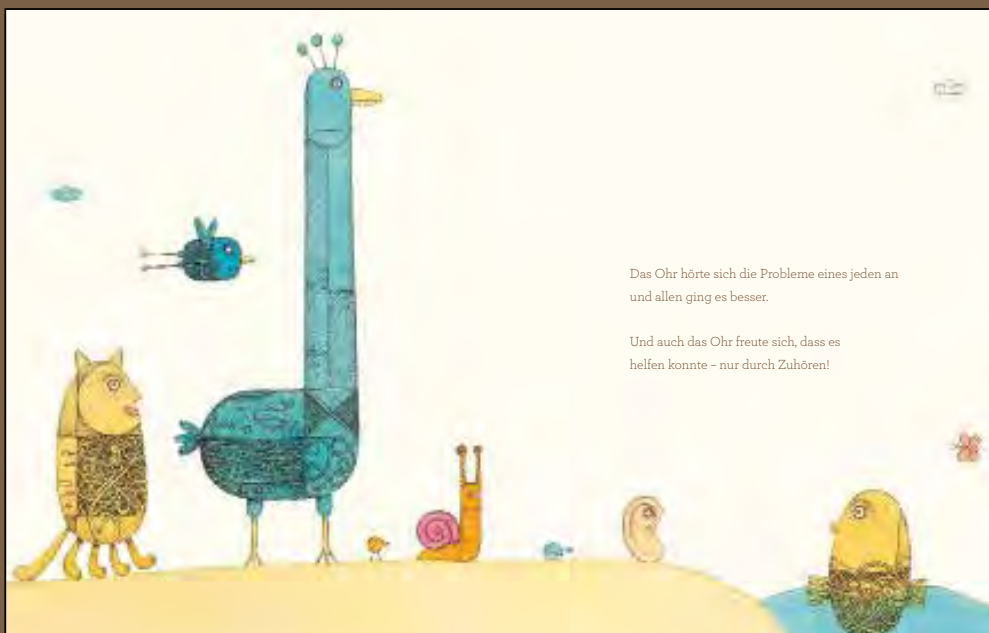 Das Ohr hörte sich die Probleme eines jeden an
und allen ging es besser.
Und auch das Ohr freute sich, dass es
helfen konnte – nur durch Zuhören!